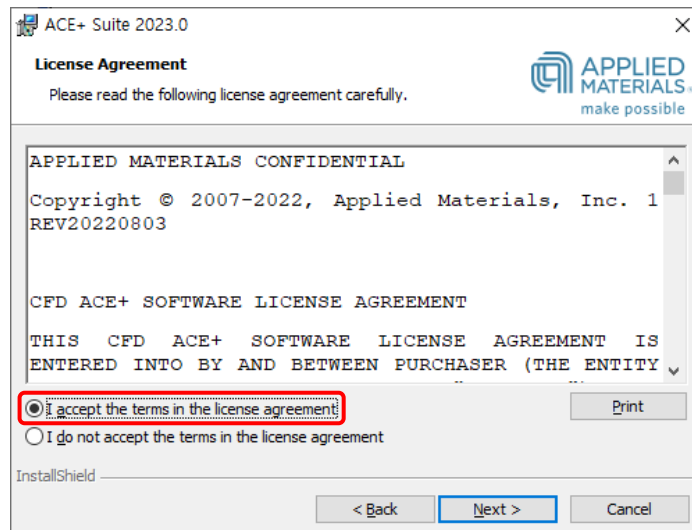 ACE+ Suite 2023.0
License Agreement
Please read the following license agreement carefully.
APPLIED
MATERIALS®
make possible
APPLIED MATERIALS CONFIDENTIAL
Copyright © 2007-2022, Applied Materials, Inc. 1
REV20220803
CFD ACE+ SOFTWARE LICENSE AGREEMENT
THIS CFD ACE+ SOFTWARE LICENSE AGREEMENT IS
ENTERED INTO BY AND BETWEEN PURCHASER (THE ENTITY
I accept the terms in the license agreement
Print
I do not accept the terms in the license agreement
InstallShield
< Back
Next >
Cancel